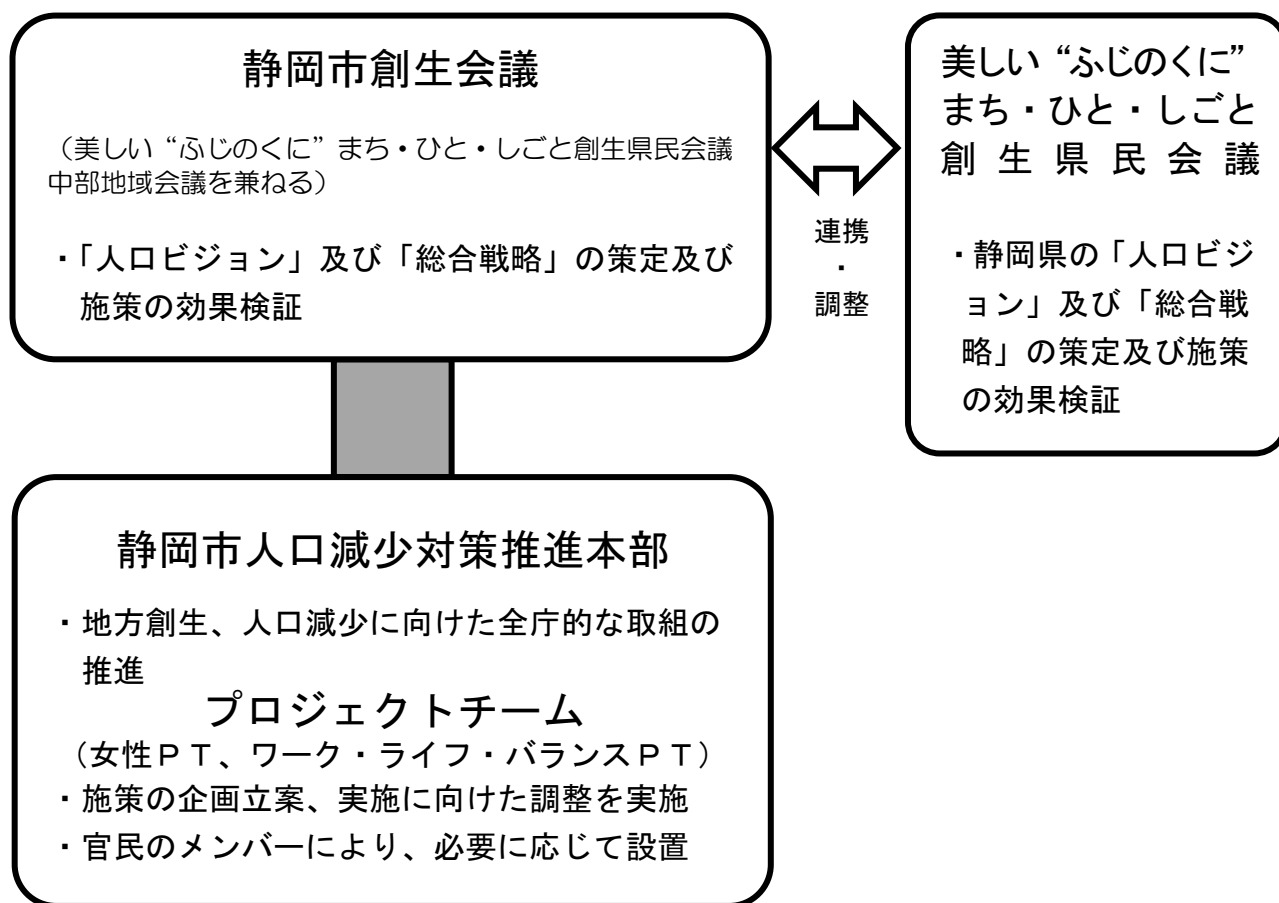 静岡市創生会議
（美しい“ふじのくに”まち・ひと・しごと創生県民会議
中部地域会議を兼ねる）
・「人口ビジョン」及び「総合戦略」の策定及び
施策の効果検証
連携
・
調整
美しい“ふじのくに”
まち・ひと・しごと
創生県民会議
・静岡県の「人口ビジ
ョン」及び「総合戦
略」の策定及び施策
の効果検証
静岡市人口減少対策推進本部
・地方創生、人口減少に向けた全庁的な取組の
推進
プロジェクトチーム
（女性ＰＴ、ワーク・ライフ・バランスＰＴ）
・施策の企画立案、実施に向けた調整を実施
・官民のメンバーにより、必要に応じて設置